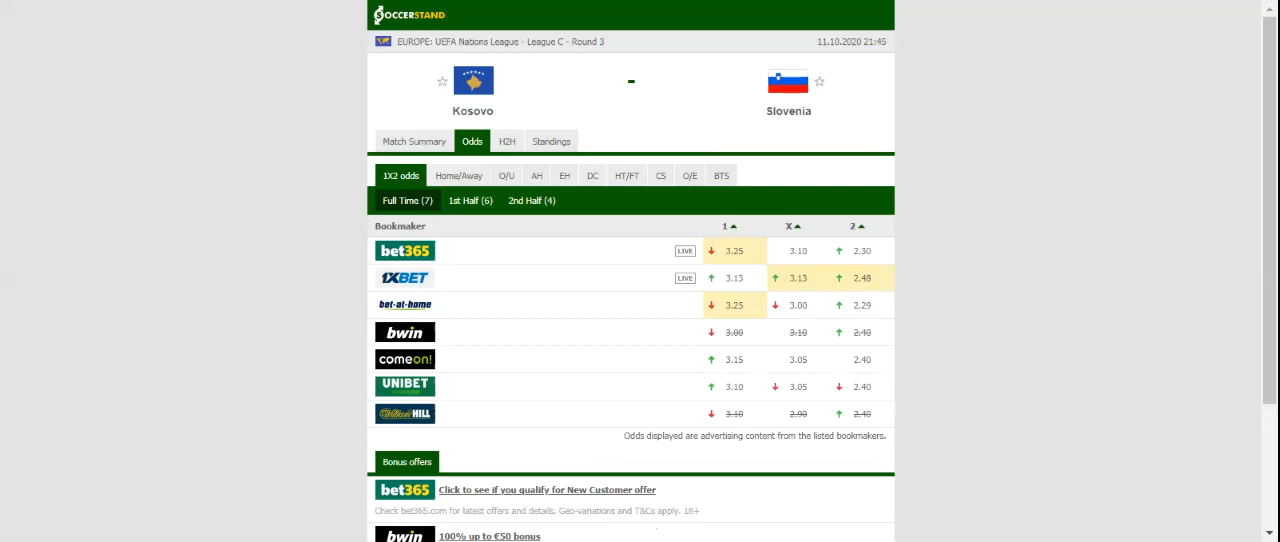 SOCCERSTAND
EUROPE: UEFA Nations League - League C - Round 3 11.10.2020 21:45
-
Kosovo Slovenia
Match Summary Odds H2H Standings
1X2 odds Home/Away O/U AH EH DC HT/FT CS O/E BTS
Full Time (7) 1st Half (6) 2nd Half (4)
Bookmaker 1 X 2
bet365 LIVE 3.25 3.10 2.30
1XBET LIVE 3.13 3.13 2.48
bet-at-home 3.25 3.00 2.29
bwin 3.00 3.10 2.40
comeon! 3.15 3.05 2.40
UNIBET 3.10 3.05 2.40
William HILL 3.10 2.90 2.40
Odds displayed are advertising content from the listed bookmakers.
Bonus offers
bet365 Click to see if you qualify for New Customer offer
Check bet365.com for latest offers and details. Geo-variations and T&Cs apply. 18+
bwin 100% up to €50 bonus